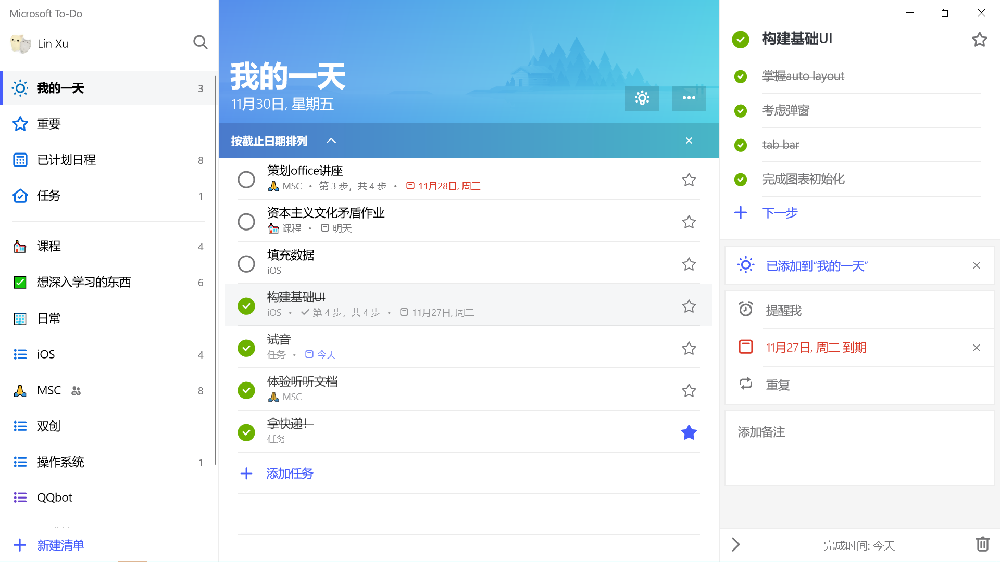 Microsoft To-Do
Lin Xu
我的一天 3
重要
已计划日程 8
任务 1
课程 4
想深入学习的东西 6
日常
iOS 4
MSC 8
双创
操作系统 1
QQbot
新建清单
我的一天
11月30日, 星期五
按截止日期排列
策划office讲座
MSC • 第 3 步，共 4 步 • 11月28日, 周三
资本主义文化矛盾作业
课程 • 明天
填充数据
iOS
构建基础UI
iOS • 第 4 步，共 4 步 • 11月27日, 周二
试音
任务 • 今天
体验听听文档
MSC
拿快递！
任务
添加任务
构建基础UI
掌握auto layout
考虑弹窗
tab bar
完成图表初始化
下一步
已添加到“我的一天”
提醒我
11月27日, 周二 到期
重复
添加备注
完成时间: 今天